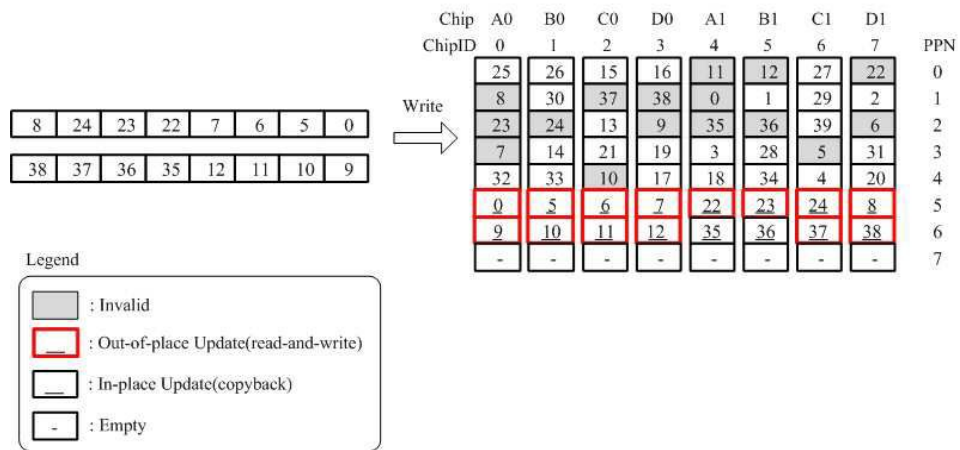 Chip A0 B0 C0 D0 A1 B1 C1 D1
ChipID 0 1 2 3 4 5 6 7 PPN
25 26 15 16 11 12 27 22 0
8 30 37 38 0 1 29 2 1
Write
8 24 23 22 7 6 5 0
23 24 13 9 35 36 39 6 2
7 14 21 19 3 28 5 31 3
38 37 36 35 12 11 10 9
32 33 10 17 18 34 4 20 4
0 5 6 7 22 23 24 8 5
9 10 11 12 35 36 37 38 6
- - - - - - - - 7
Legend
: Invalid
: Out-of-place Update(read-and-write)
: In-place Update(copyback)
- : Empty